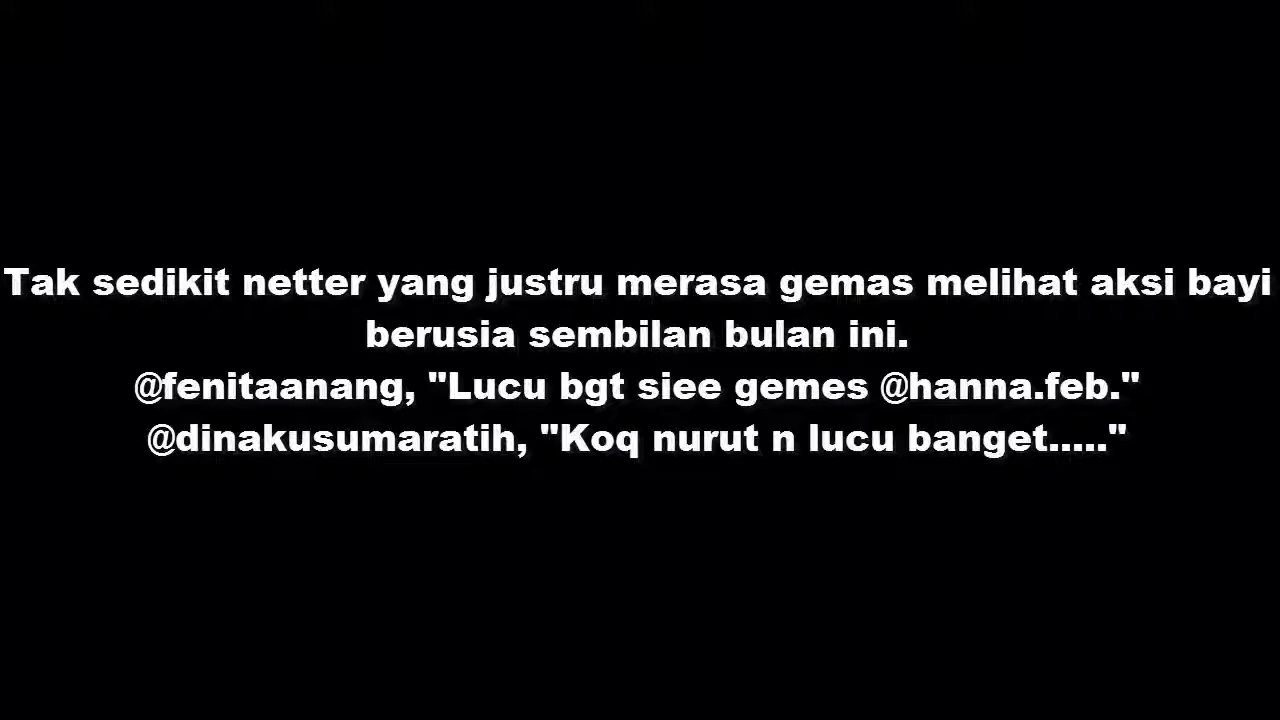 Tak sedikit netter yang justru merasa gemas melihat aksi bayi
berusia sembilan bulan ini.
@fenitaanang, "Lucu bgt siee gemes @hanna.feb."
@dinakusumaratih, "Koq nurut n lucu banget....."